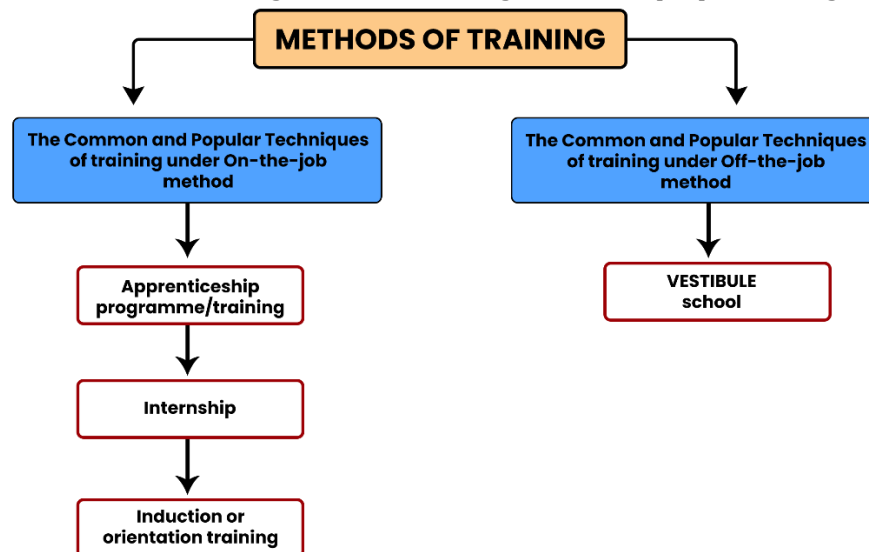 METHODS OF TRAINING
The Common and Popular Techniques
of training under On-the-job
method
The Common and Popular Techniques
of training under Off-the-job
method
Apprenticeship
programme/training
VESTIBULE
school
Internship
Induction or
orientation training